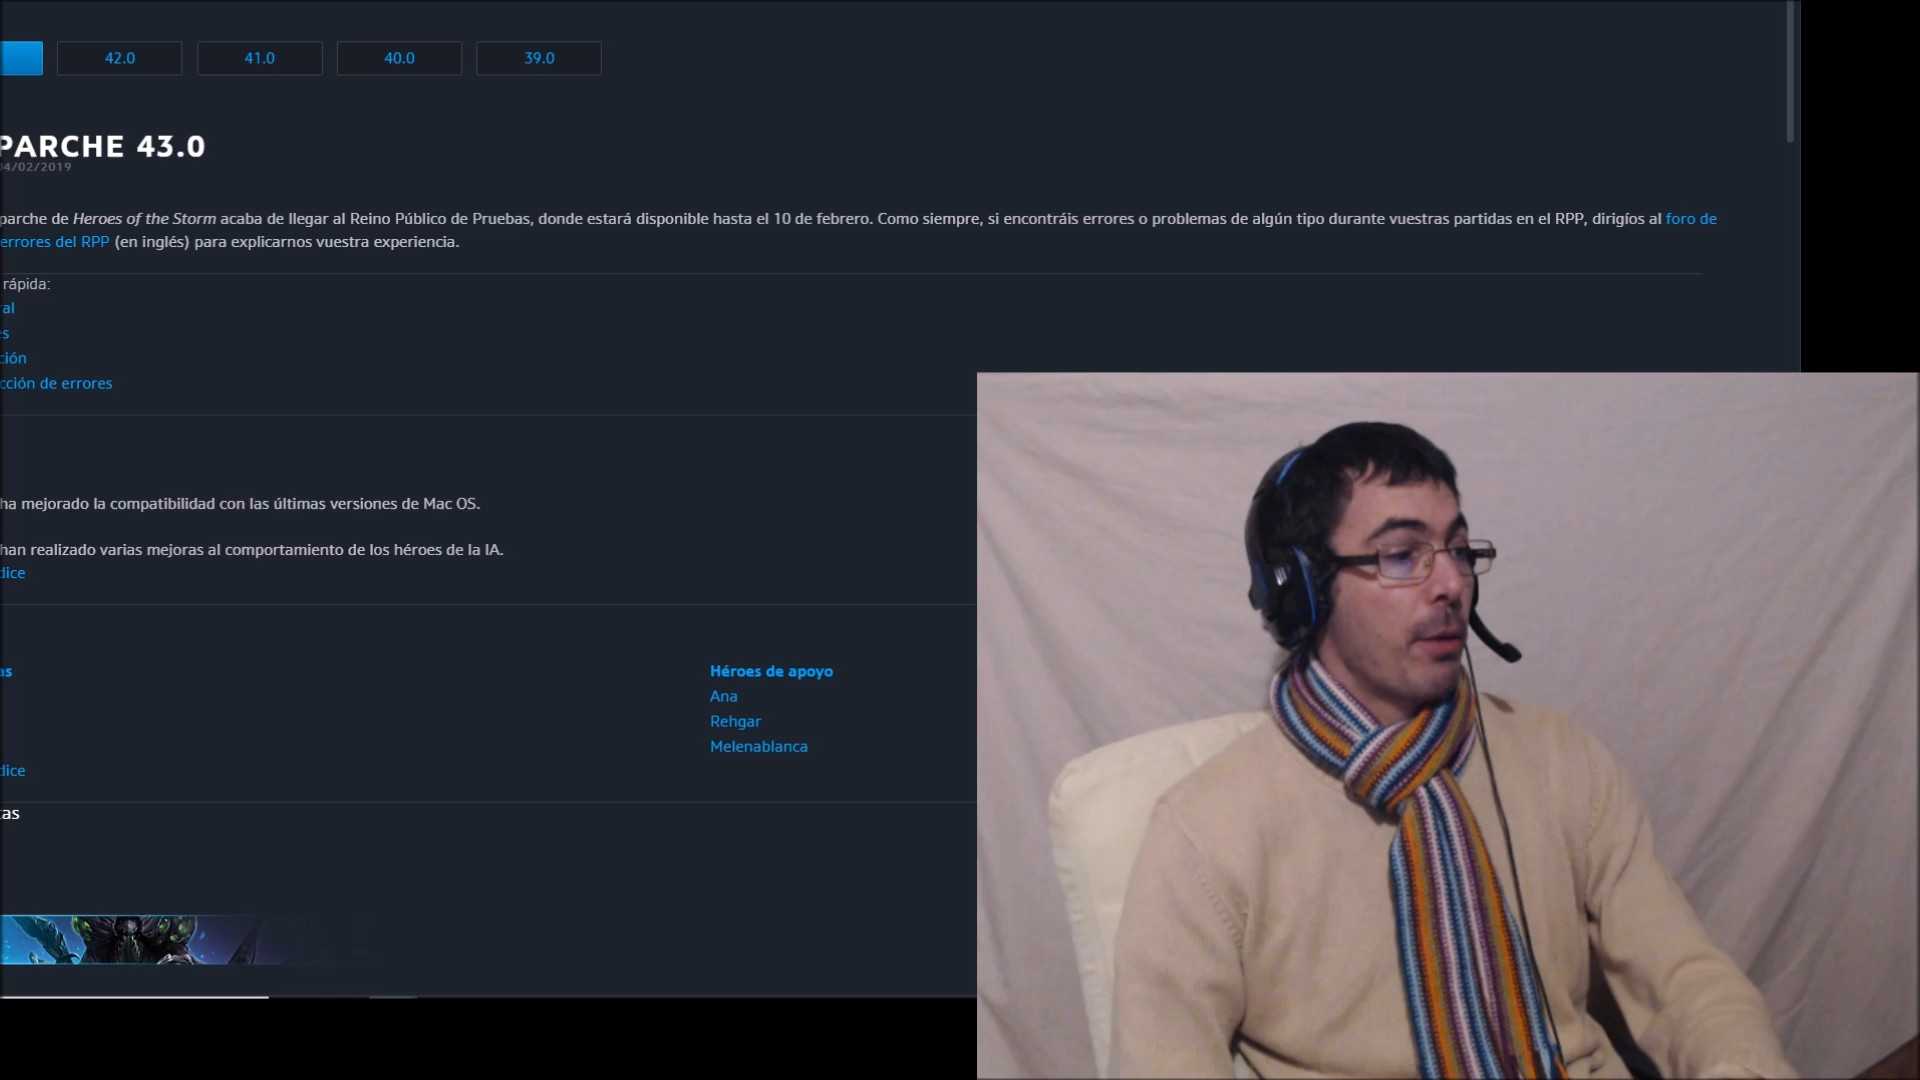 42.0 41.0 40.0 39.0
PARCHE 43.0
04/02/2019
parche de Heroes of the Storm acaba de llegar al Reino Público de Pruebas, donde estará disponible hasta el 10 de febrero. Como siempre, si encontráis errores o problemas de algún tipo durante vuestras partidas en el RPP, dirigíos al foro de
errores del RPP (en inglés) para explicarnos vuestra experiencia.
rápida:
ral
es
ción
cción de errores
ha mejorado la compatibilidad con las últimas versiones de Mac OS.
han realizado varias mejoras al comportamiento de los héroes de la IA.
dice
as
Héroes de apoyo
Ana
Rehgar
Melenablanca
dice
tas